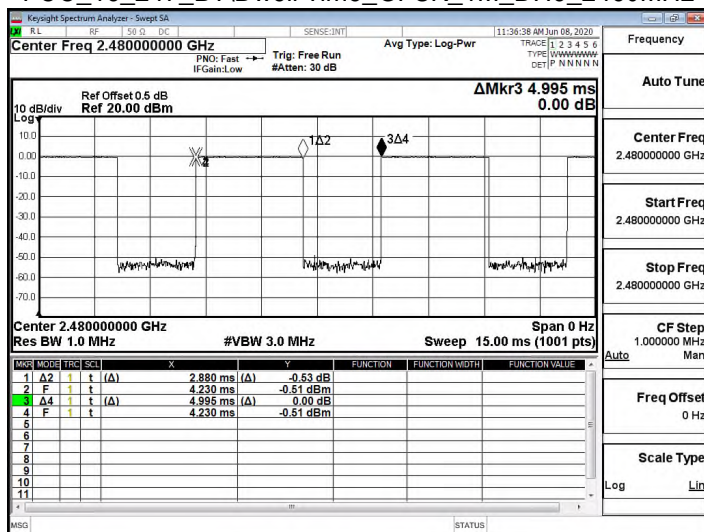 Keysight Spectrum Analyzer - Swept SA
LXI RL RF 50 Ω DC SENSE:INT 11:36:38 AM Jun 08, 2020
Center Freq 2.480000000 GHz Avg Type: Log-Pwr TRACE 1 2 3 4 5 6
PNO: Fast Trig: Free Run TYPE WWWWWW
IFGain:Low #Atten: 30 dB DET P N N N N N
Frequency
Auto Tune
Center Freq
2.480000000 GHz
Start Freq
2.480000000 GHz
Stop Freq
2.480000000 GHz
CF Step
1.000000 MHz
Auto Man
Freq Offset
0 Hz
Scale Type
Log Lin
ΔMkr3 4.995 ms
0.00 dB
Ref Offset 0.5 dB
10 dB/div Ref 20.00 dBm
Log
10.0
0.00
-10.0
-20.0
-30.0
-40.0
-50.0
-60.0
-70.0
1Δ2
3Δ4
Center 2.480000000 GHz Span 0 Hz
Res BW 1.0 MHz #VBW 3.0 MHz Sweep 15.00 ms (1001 pts)
MKR MODE TRC SCL X Y FUNCTION FUNCTION WIDTH FUNCTION VALUE
1 Δ2 1 t (Δ) 2.880 ms (Δ) -0.53 dB
2 F 1 t 4.230 ms -0.51 dBm
3 Δ4 1 t (Δ) 4.995 ms (Δ) 0.00 dB
4 F 1 t 4.230 ms -0.51 dBm
5
6
7
8
9
10
11
MSG STATUS